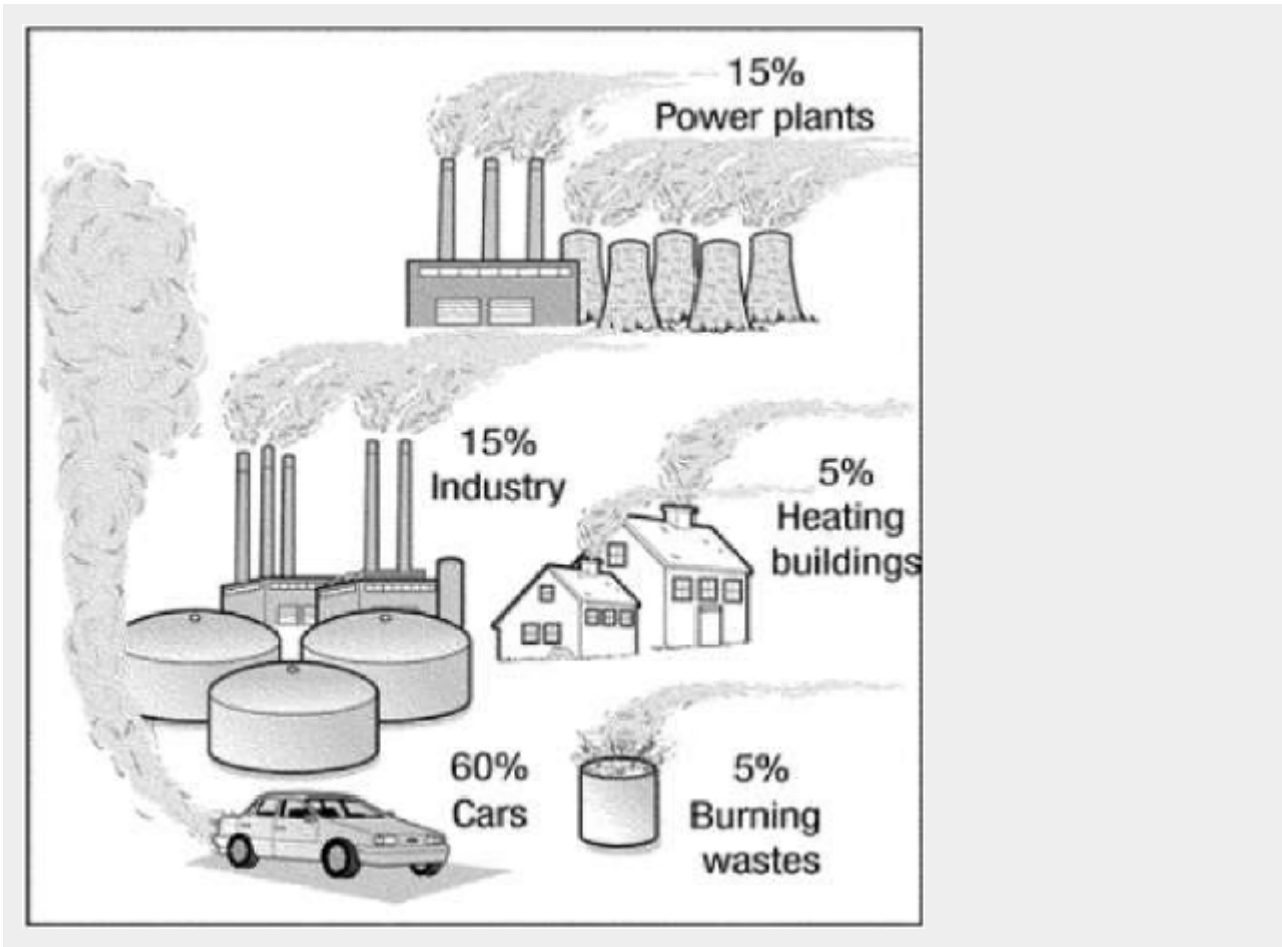 15%
Power plants
15%
Industry
5%
Heating
buildings
60%
Cars
5%
Burning
wastes